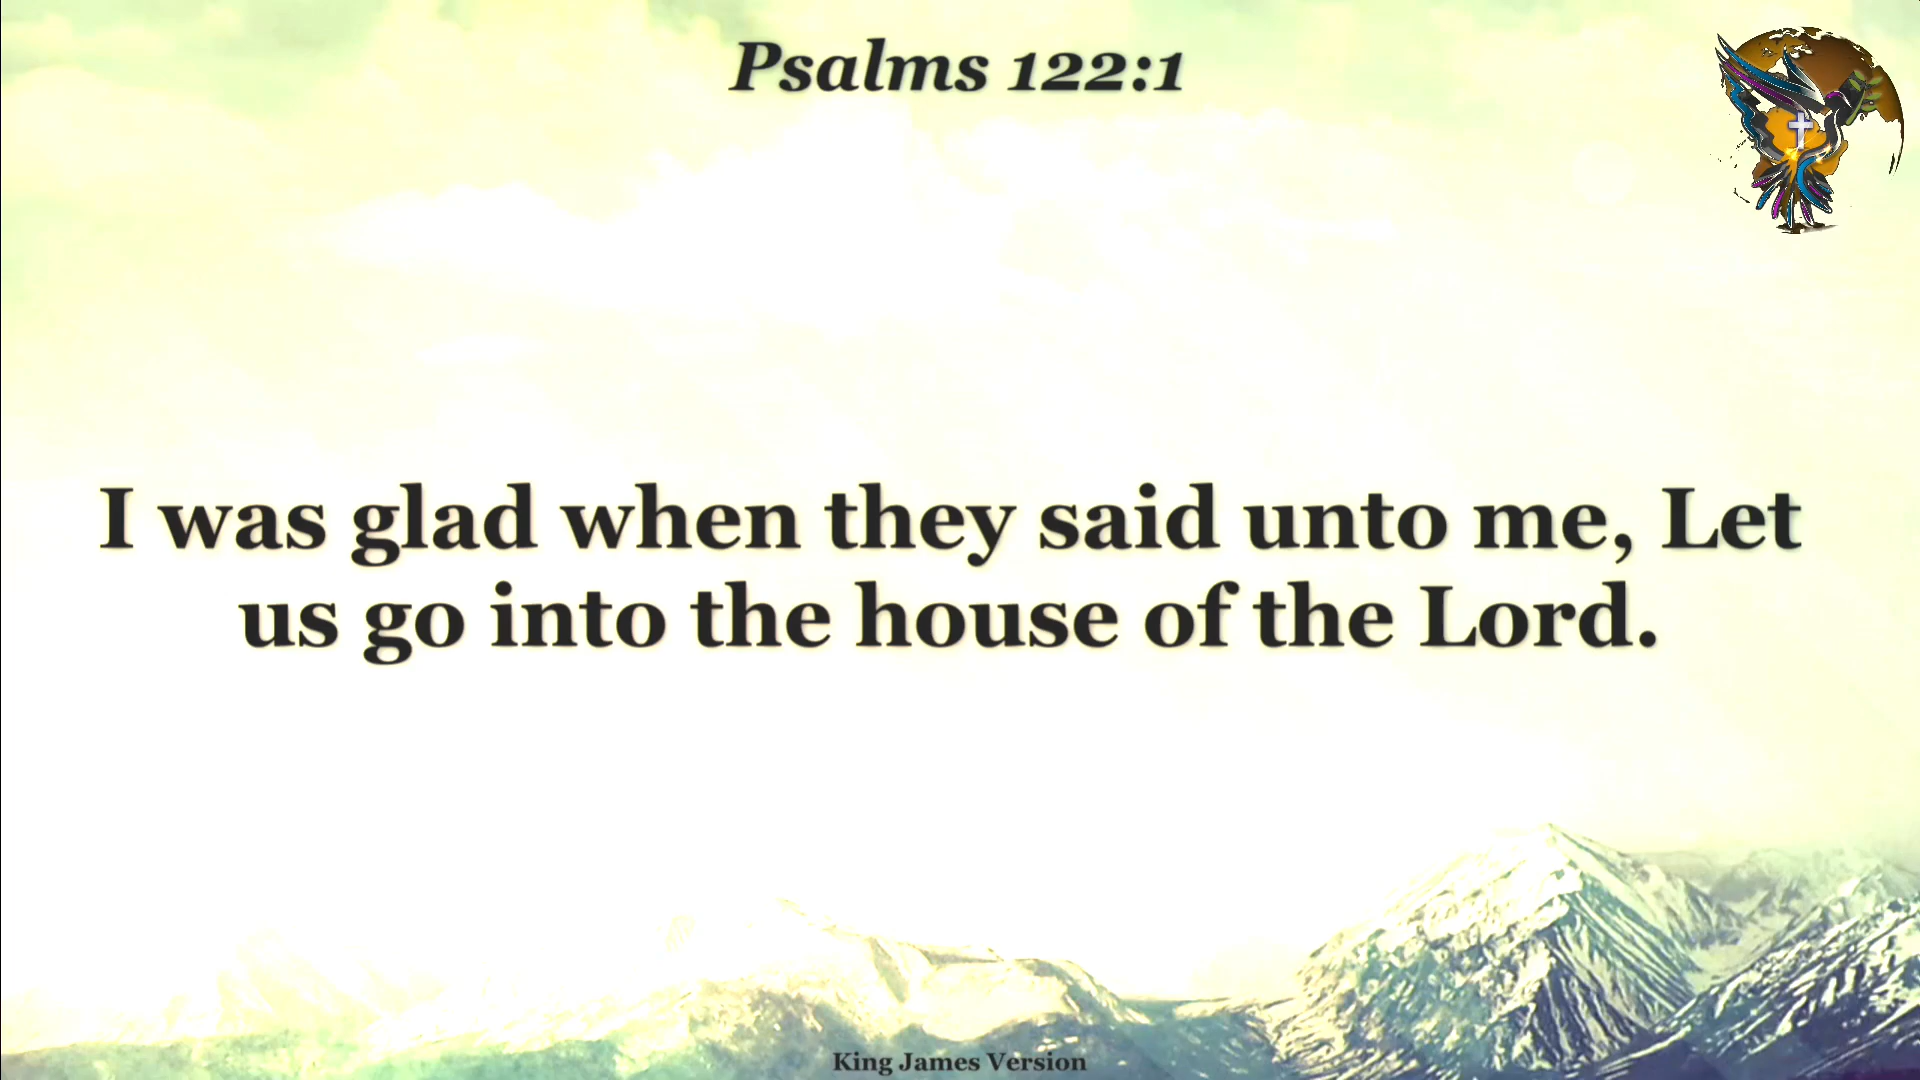 Psalms 122:1
I was glad when they said unto me, Let
us go into the house of the Lord.
King James Version